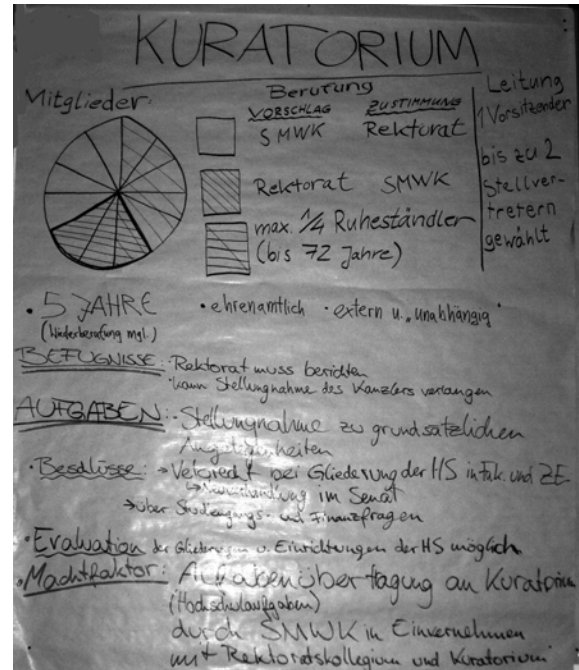 KURATORIUM
Mitglieder:
Berufung
VORSCHLAG ZUSTIMMUNG
SMWK Rektorat
Rektorat SMWK
max. 1/4 Ruheständler
(bis 72 Jahre)
Leitung
1 Vorsitzender
bis zu 2
Stellver-
tretern
gewählt
• 5 JAHRE • ehrenamtlich • extern u. "unabhängig"
(Wiederberufung mgl.)
BEFUGNISSE: • Rektorat muss berichten
• kann Stellungnahme des Kanzlers verlangen
AUFGABEN: • Stellungnahme zu grundsätzlichen
Angelegenheiten
• Beschlüsse: → Vetorecht bei Gliederung der HS in Fak. und ZE
↳ Neuverhandlung im Senat
→ über Studiengangs- und Finanzfragen
• Evaluation der Gliederungen u. Einrichtungen der HS möglich
• Machtfaktor: Aufgabenübertragung an Kuratorium
(Hochschulaufgaben)
durch SMWK in Einvernehmen
mit Rektoratskollegium und Kuratorium